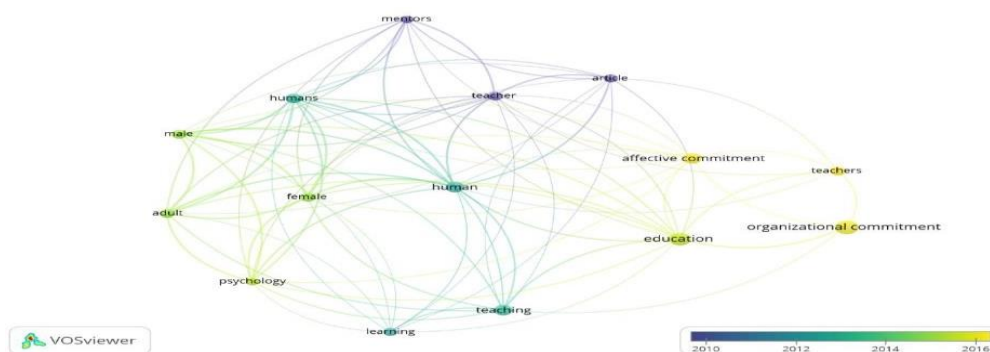 mentors
article
teacher
humans
male
affective commitment
teachers
human
female
adult
organizational commitment
education
psychology
teaching
learning
VOSviewer
2010 2012 2014 2016